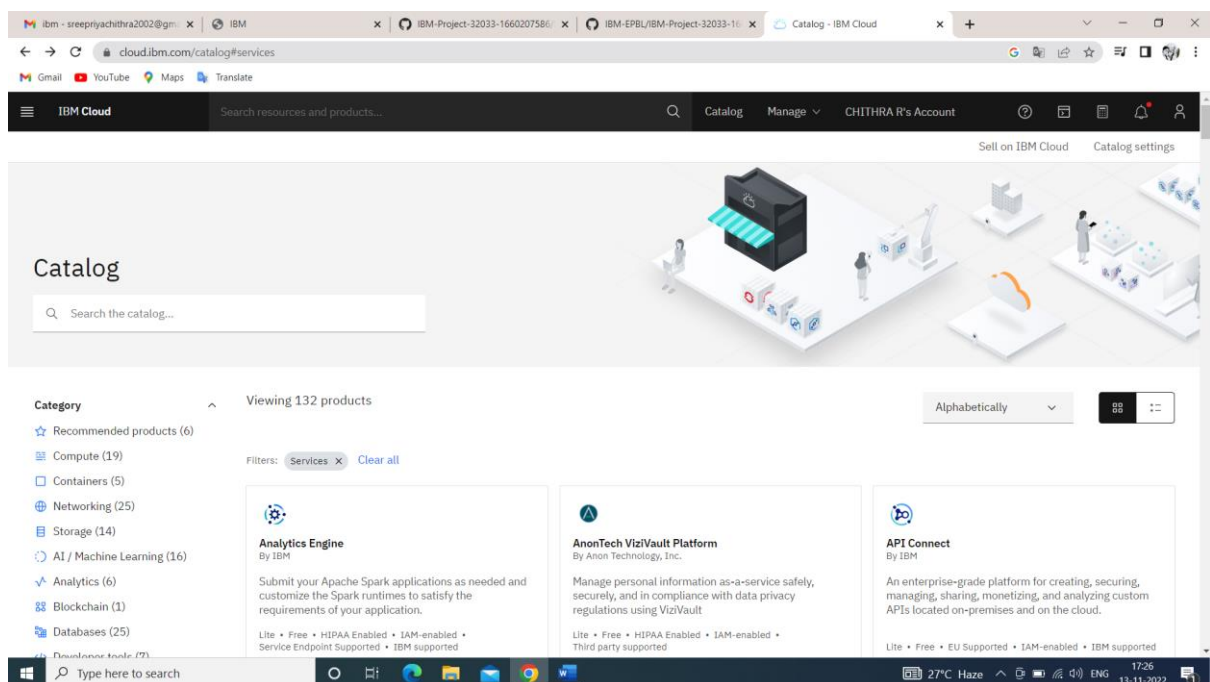 ibm - sreepriyachithra2002@gm
IBM
IBM-Project-32033-1660207586/
IBM-EPBL/IBM-Project-32033-16
Catalog - IBM Cloud
cloud.ibm.com/catalog#services
Gmail YouTube Maps Translate
IBM Cloud
Search resources and products...
Catalog Manage CHITHRA R's Account
Sell on IBM Cloud Catalog settings
Catalog
Search the catalog...
Category
Recommended products (6)
Compute (19)
Containers (5)
Networking (25)
Storage (14)
AI / Machine Learning (16)
Analytics (6)
Blockchain (1)
Databases (25)
Developer tools (7)
Viewing 132 products
Alphabetically
Filters: Services Clear all
Analytics Engine
By IBM
Submit your Apache Spark applications as needed and
customize the Spark runtimes to satisfy the
requirements of your application.
Lite • Free • HIPAA Enabled • IAM-enabled •
Service Endpoint Supported • IBM supported
AnonTech ViziVault Platform
By Anon Technology, Inc.
Manage personal information as-a-service safely,
securely, and in compliance with data privacy
regulations using ViziVault
Lite • Free • HIPAA Enabled • IAM-enabled •
Third party supported
API Connect
By IBM
An enterprise-grade platform for creating, securing,
managing, sharing, monetizing, and analyzing custom
APIs located on-premises and on the cloud.
Lite • Free • EU Supported • IAM-enabled • IBM supported
Type here to search
27°C Haze
ENG
17:26
13-11-2022